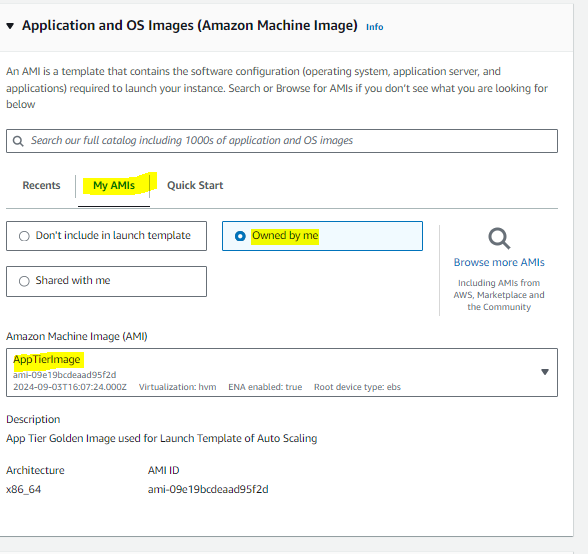 Application and OS Images (Amazon Machine Image) Info
An AMI is a template that contains the software configuration (operating system, application server, and
applications) required to launch your instance. Search or Browse for AMIs if you don't see what you are looking for
below
Search our full catalog including 1000s of application and OS images
Recents My AMIs Quick Start
Don't include in launch template
Owned by me
Shared with me
Browse more AMIs
Including AMIs from
AWS, Marketplace and
the Community
Amazon Machine Image (AMI)
AppTierImage
ami-09e19bcdeaad95f2d
2024-09-03T16:07:24.000Z Virtualization: hvm ENA enabled: true Root device type: ebs
Description
App Tier Golden Image used for Launch Template of Auto Scaling
Architecture AMI ID
x86_64 ami-09e19bcdeaad95f2d